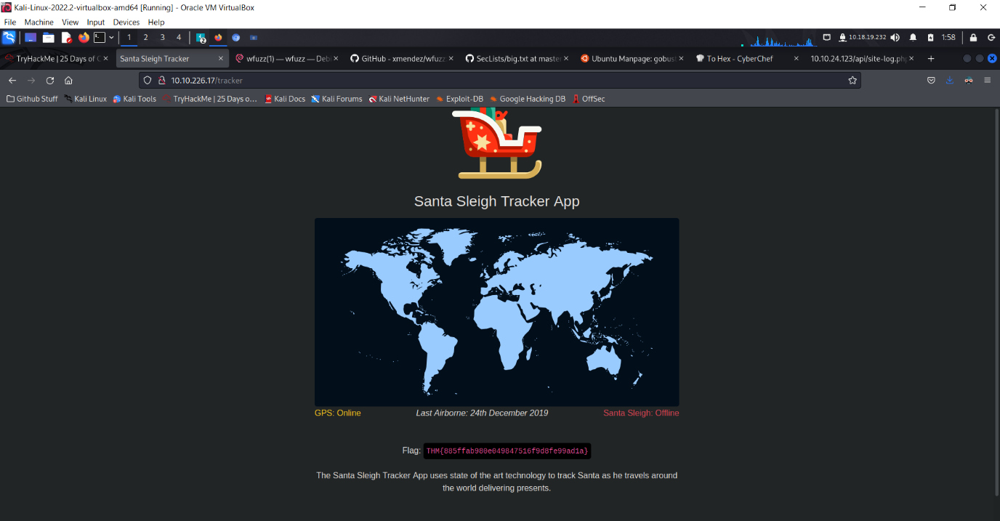 Kali-Linux-2022.2-virtualbox-amd64 [Running] - Oracle VM VirtualBox
File Machine View Input Devices Help
1 2 3 4 2 10.18.19.232 1:58
TryHackMe | 25 Days of C Santa Sleigh Tracker wfuzz(1) — wfuzz — Deb GitHub - xmendez/wfuzz SecLists/big.txt at master Ubuntu Manpage: gobust To Hex - CyberChef 10.10.24.123/api/site-log.php
10.10.226.17/tracker
Github Stuff Kali Linux Kali Tools TryHackMe | 25 Days o... Kali Docs Kali Forums Kali NetHunter Exploit-DB Google Hacking DB OffSec
Santa Sleigh Tracker App
GPS: Online Last Airborne: 24th December 2019 Santa Sleigh: Offline
Flag: THM{885ffab980e049847516f9d8fe99ad1a}
The Santa Sleigh Tracker App uses state of the art technology to track Santa as he travels around
the world delivering presents.